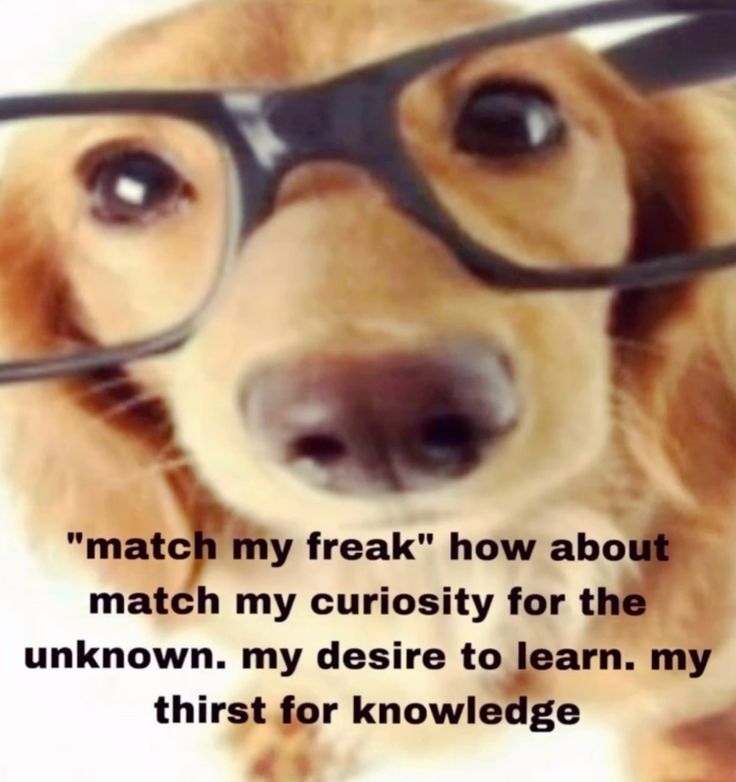 "match my freak" how about
match my curiosity for the
unknown. my desire to learn. my
thirst for knowledge